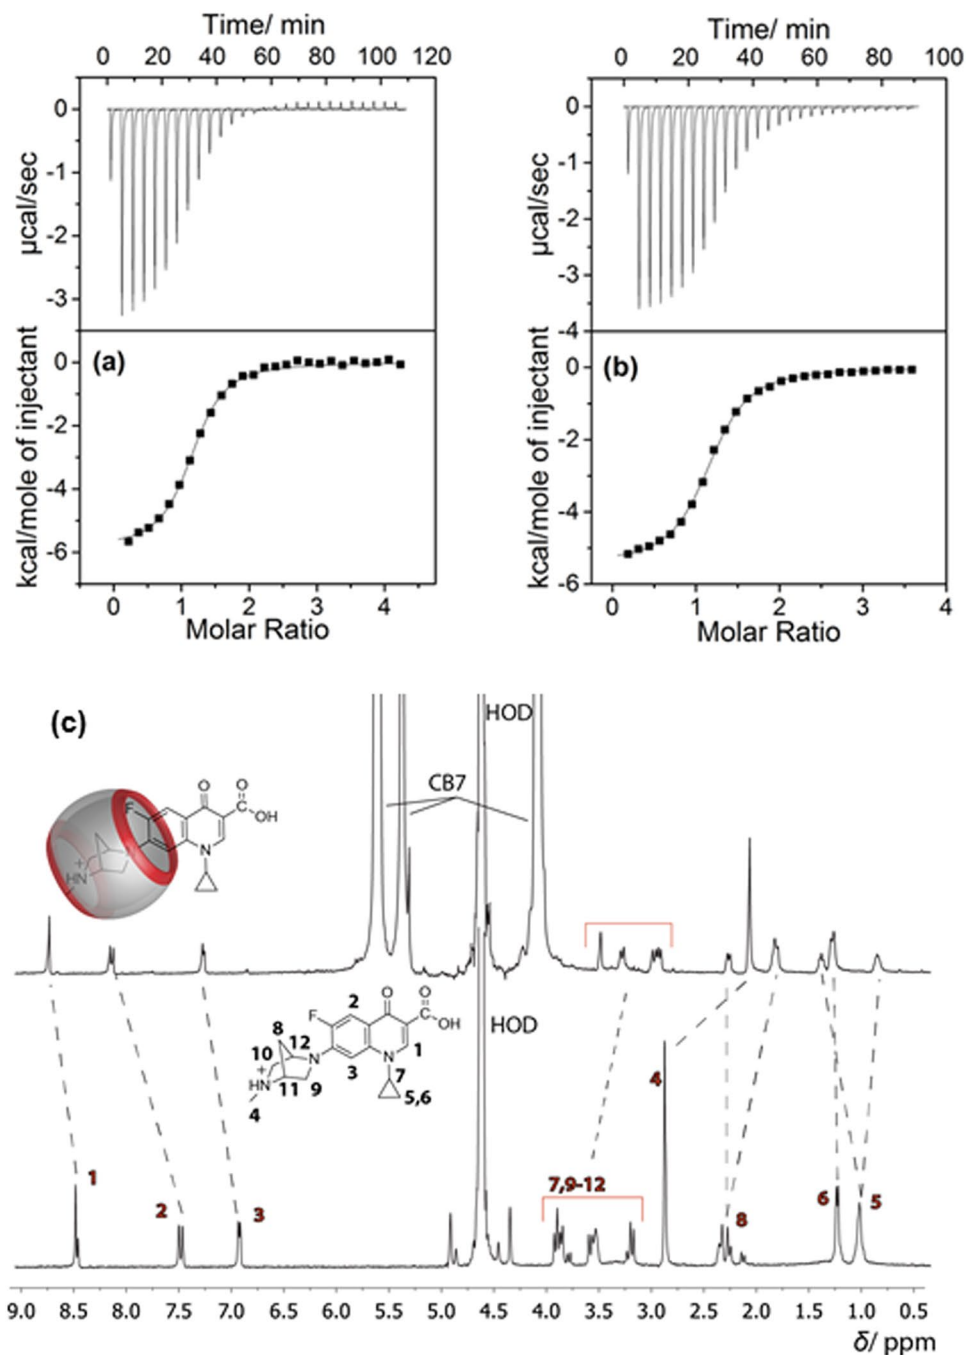 Time/ min
0 20 40 60 80 100 120
0
-1
-2
-3
µcal/sec
(a)
0
-2
-4
-6
kcal/mole of injectant
0 1 2 3 4
Molar Ratio
Time/ min
0 20 40 60 80 100
0
-1
-2
-3
-4
µcal/sec
(b)
0
-2
-4
-6
kcal/mole of injectant
0 1 2 3 4
Molar Ratio
(c)
HOD
CB7
O O
F C OH
N
+ HN N
HOD
O O
2 C OH
F
8
12
10 N 1
+ N
HN 11 9 3 7
4 5,6
1
2
3
7,9-12
4
8
6
5
9.0 8.5 8.0 7.5 7.0 6.5 6.0 5.5 5.0 4.5 4.0 3.5 3.0 2.5 2.0 1.5 1.0 0.5
δ/ ppm